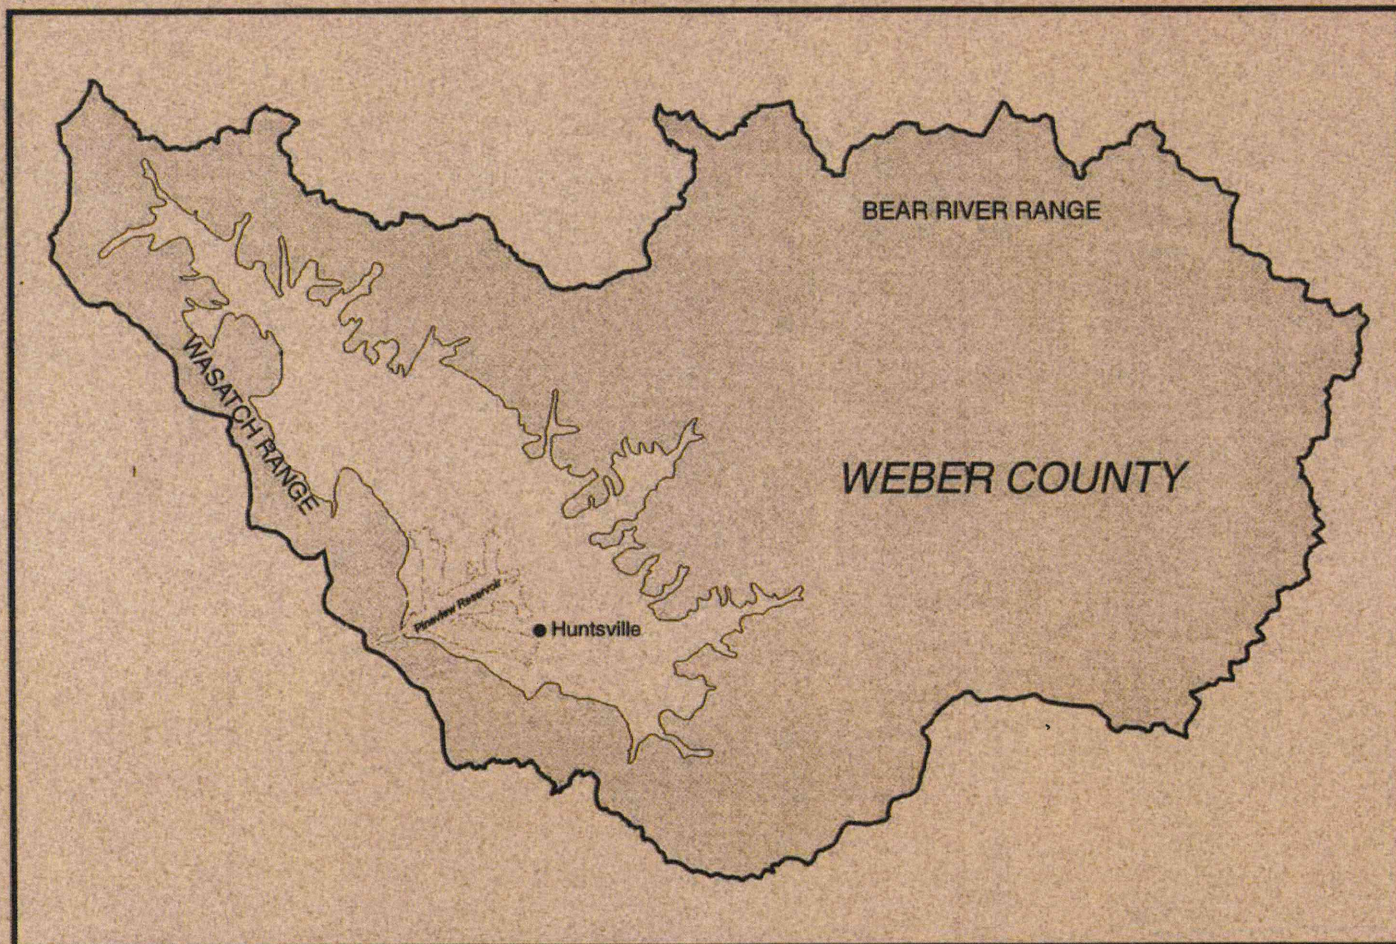 BEAR RIVER RANGE
WASATCH RANGE
WEBER COUNTY
Pineview Reservoir
Huntsville